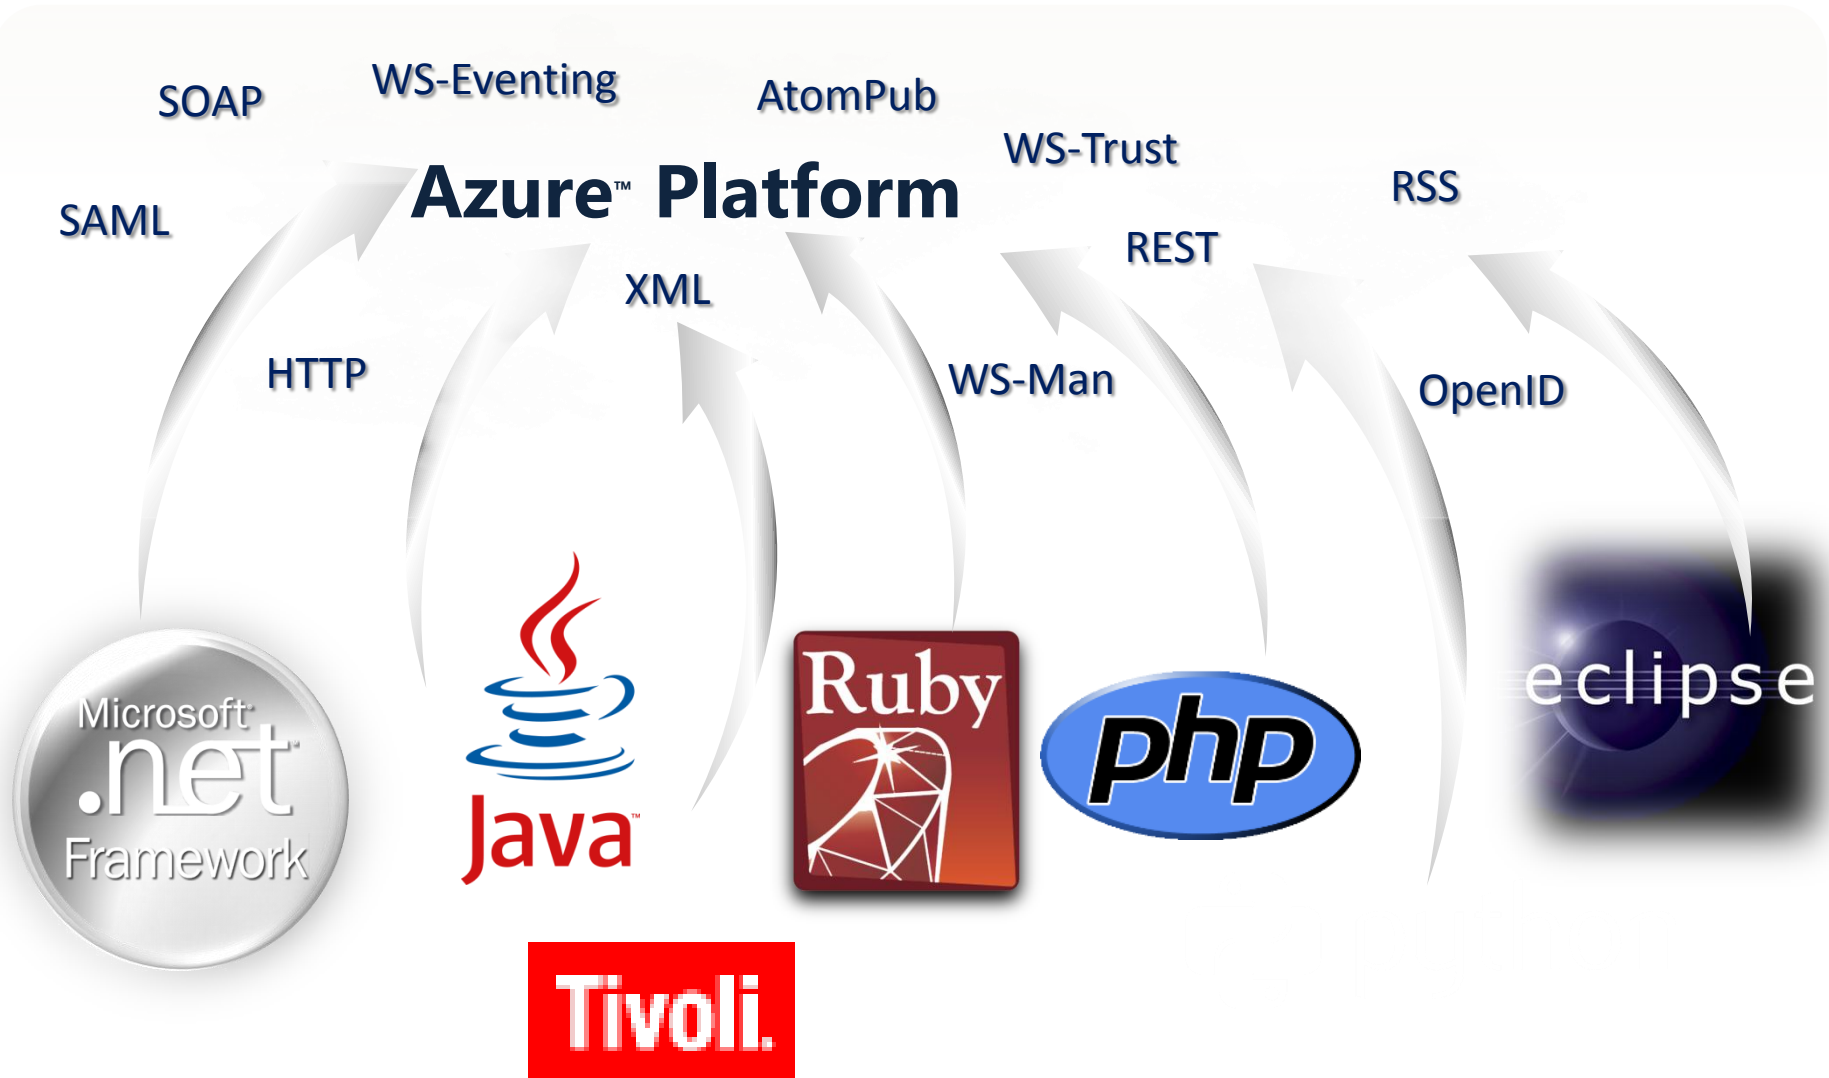 WS-Eventing
SOAP
AtomPub
WS-Trust
Azure™ Platform
RSS
SAML
REST
XML
HTTP
WS-Man
OpenID
Microsoft
.net
Framework
Java™
Ruby
php
eclipse
Tivoli.